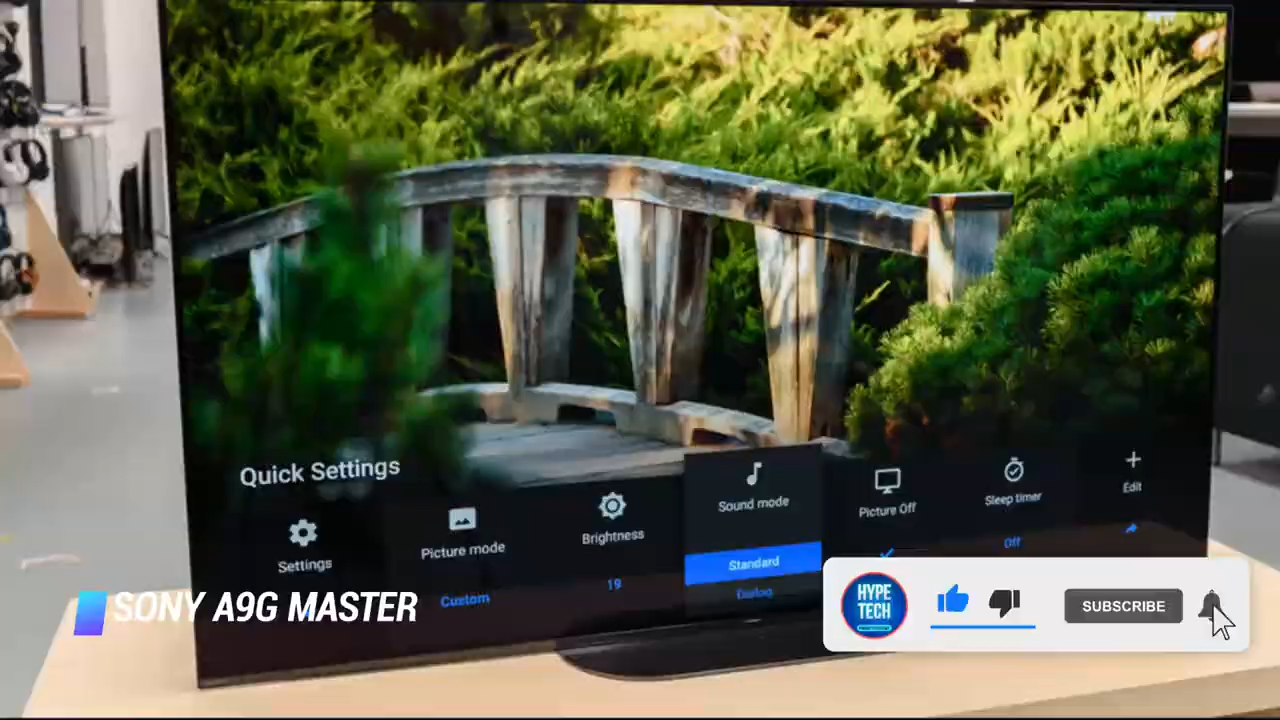 Quick Settings
Settings
Picture mode
Custom
Brightness
19
Sound mode
Standard
Dialog
Picture Off
Sleep timer
Off
Edit
SONY A9G MASTER
HYPE
TECH
SUBSCRIBE